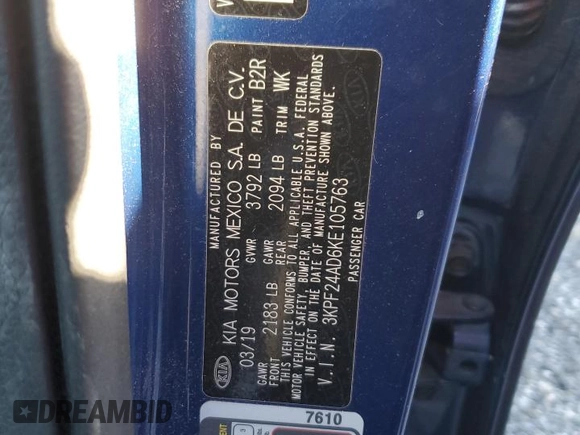 KIA
MANUFACTURED BY
KIA MOTORS MEXICO S.A. DE C.V.
03/19 GVWR 3792 LB PAINT B2R
GAWR FRONT 2183 LB GAWR REAR 2094 LB TRIM WK
THIS VEHICLE CONFORMS TO ALL APPLICABLE U.S.A. FEDERAL
MOTOR VEHICLE SAFETY, BUMPER, AND THEFT PREVENTION STANDARDS
IN EFFECT ON THE DATE OF MANUFACTURE SHOWN ABOVE.
V.I.N. 3KPF24AD6KE105763
PASSENGER CAR
7610
DREAMBID